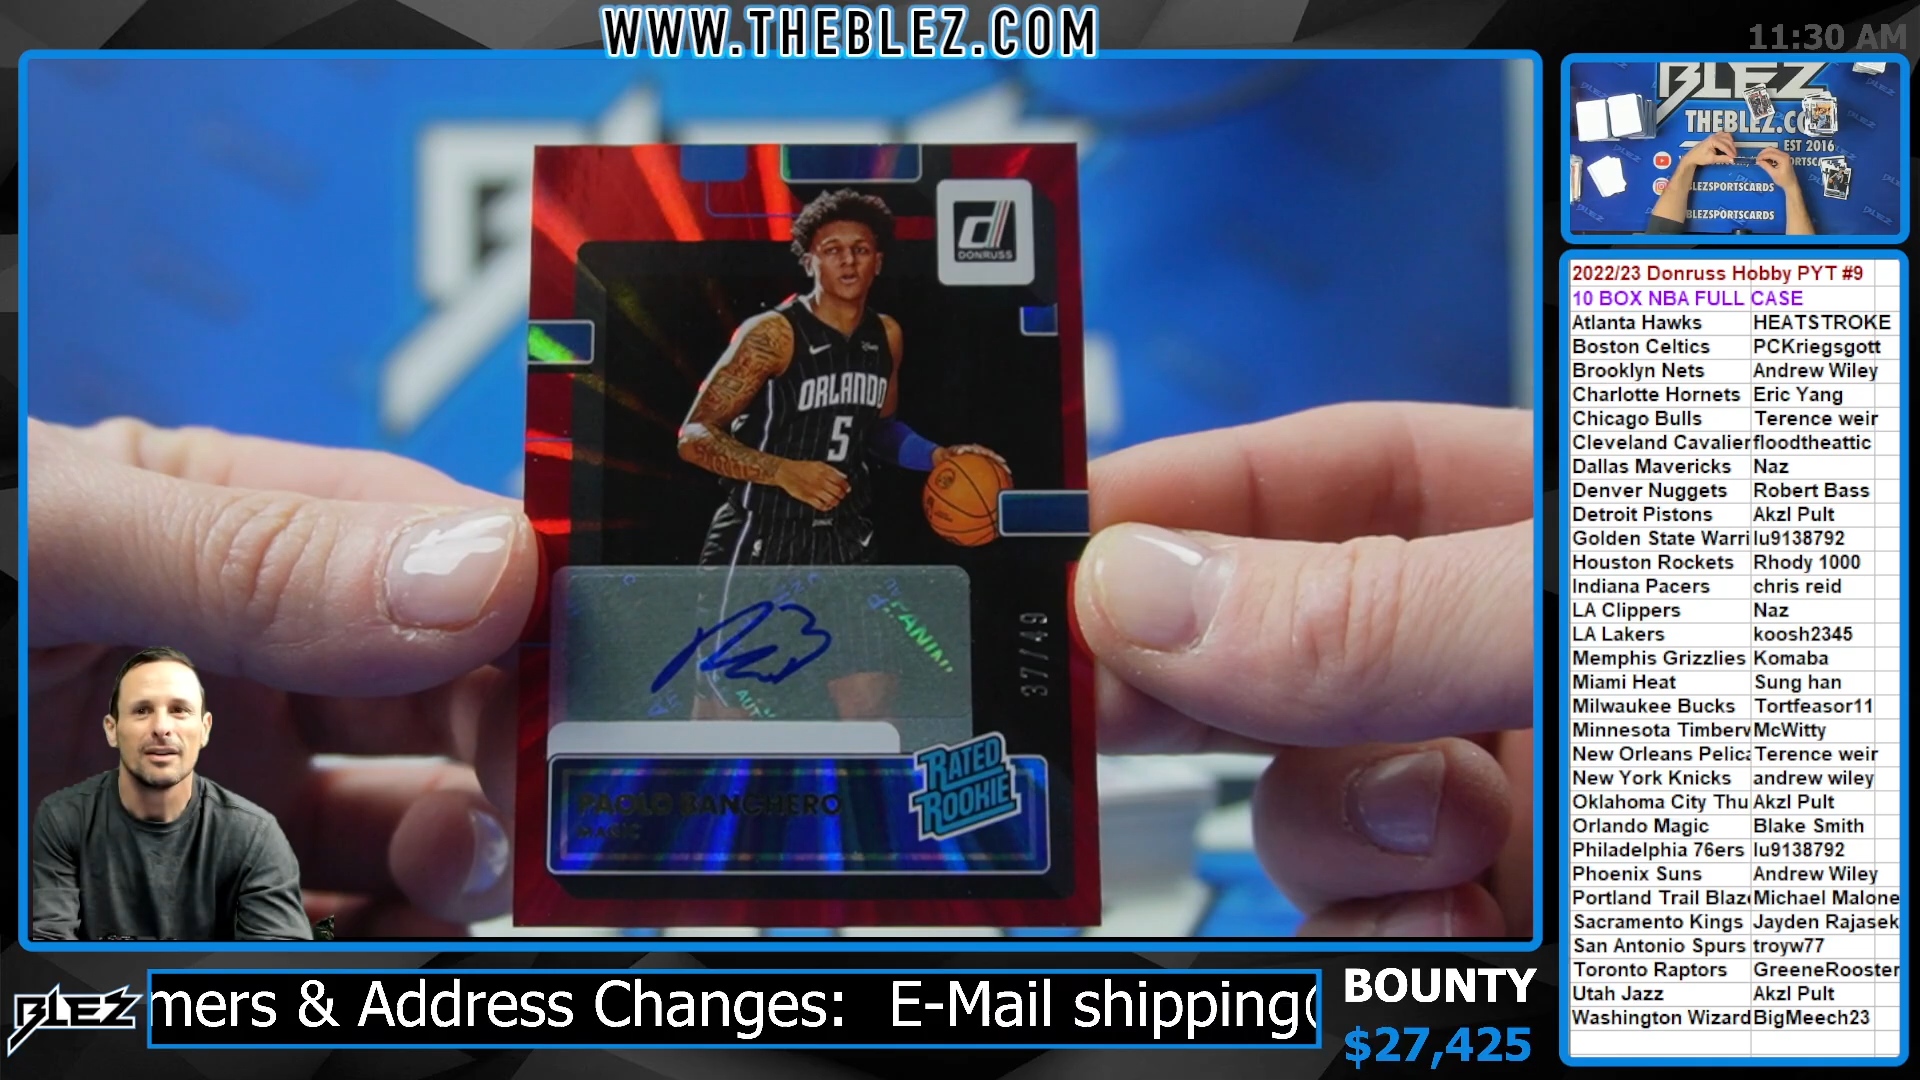 WWW.THEBLEZ.COM
11:30 AM
DONRUSS
ORLANDO
5
37/49
PANINI
RATED
ROOKIE
PAOLO BANCHERO
MAGIC
BLEZ
THEBLEZ.CO
EST 2016
BLEZSPORTSCARDS
BLEZSPORTSCARDS
2022/23 Donruss Hobby PYT #9
10 BOX NBA FULL CASE
Atlanta Hawks HEATSTROKE
Boston Celtics PCKriegsgott
Brooklyn Nets Andrew Wiley
Charlotte Hornets Eric Yang
Chicago Bulls Terence weir
Cleveland Cavalier floodtheattic
Dallas Mavericks Naz
Denver Nuggets Robert Bass
Detroit Pistons Akzl Pult
Golden State Warri lu9138792
Houston Rockets Rhody 1000
Indiana Pacers chris reid
LA Clippers Naz
LA Lakers koosh2345
Memphis Grizzlies Komaba
Miami Heat Sung han
Milwaukee Bucks Tortfeasor11
Minnesota Timberw McWitty
New Orleans Pelica Terence weir
New York Knicks andrew wiley
Oklahoma City Thu Akzl Pult
Orlando Magic Blake Smith
Philadelphia 76ers lu9138792
Phoenix Suns Andrew Wiley
Portland Trail Blaze Michael Malone
Sacramento Kings Jayden Rajasek
San Antonio Spurs troyw77
Toronto Raptors GreeneRooster
Utah Jazz Akzl Pult
Washington Wizard BigMeech23
BLEZ
mers & Address Changes: E-Mail shipping@
BOUNTY
$27,425